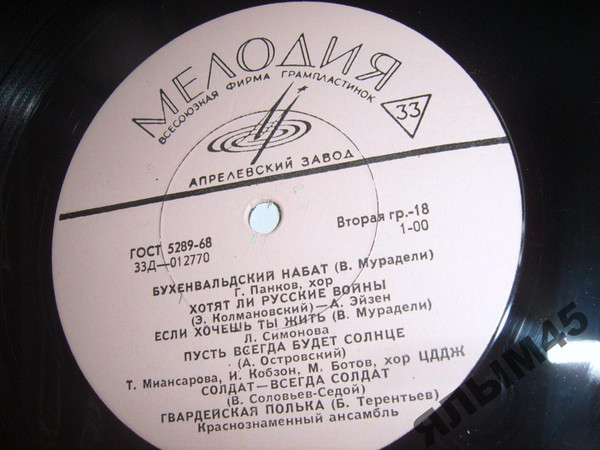 МЕЛОДИЯ
ВСЕСОЮЗНАЯ ФИРМА ГРАМПЛАСТИНОК
33
АПРЕЛЕВСКИЙ ЗАВОД
ГОСТ 5289-68
33Д—012770
Вторая гр.-18
1-00
БУХЕНВАЛЬДСКИЙ НАБАТ (В. Мурадели)
Г. Панков, хор
ХОТЯТ ЛИ РУССКИЕ ВОЙНЫ
(Э. Колмановский)—А. Эйзен
ЕСЛИ ХОЧЕШЬ ТЫ ЖИТЬ (В. Мурадели)
Л. Симонова
ПУСТЬ ВСЕГДА БУДЕТ СОЛНЦЕ
(А. Островский)
Т. Миансарова, И. Кобзон, М. Ботов, хор ЦДДЖ
СОЛДАТ—ВСЕГДА СОЛДАТ
(В. Соловьев-Седой)
ГВАРДЕЙСКАЯ ПОЛЬКА (Б. Терентьев)
Краснознаменный ансамбль
ЯЛЫМ45